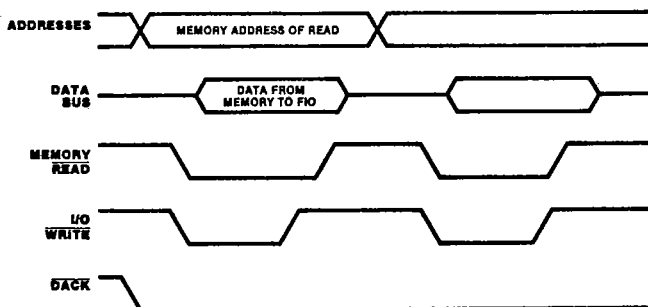 ADDRESSES
MEMORY ADDRESS OF READ
DATA
BUS
DATA FROM
MEMORY TO FIO
MEMORY
READ
I/O
WRITE
DACK